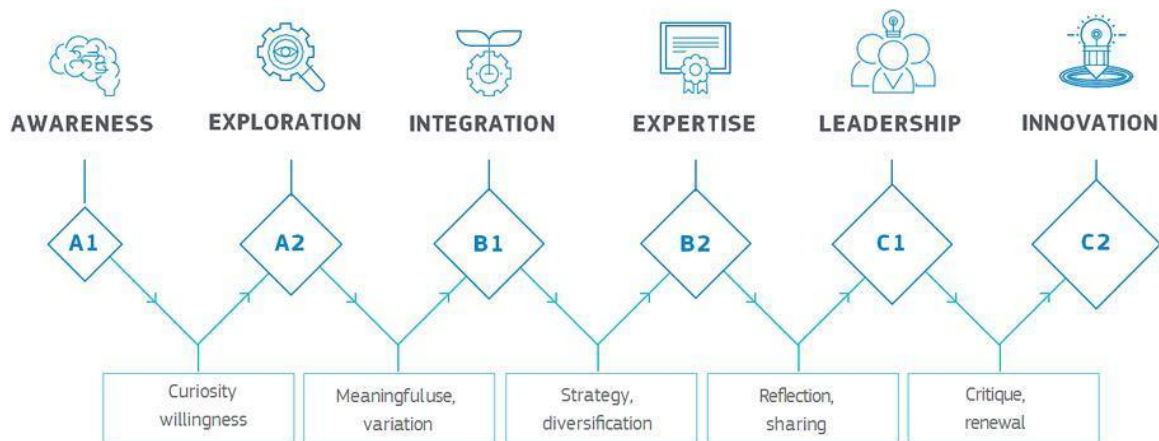 AWARENESS
EXPLORATION
INTEGRATION
EXPERTISE
LEADERSHIP
INNOVATION
A1
A2
B1
B2
C1
C2
Curiosity
willingness
Meaningfuluse,
variation
Strategy,
diversification
Reflection,
sharing
Critique,
renewal